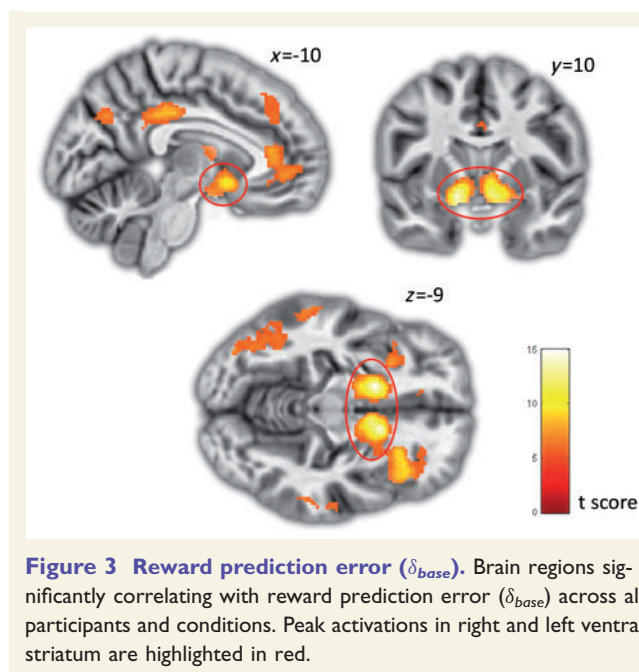 x=-10
y=10
z=-9
15
10
5
0
t score
Figure 3 Reward prediction error (δbase). Brain regions sig-
nificantly correlating with reward prediction error (δbase) across al
participants and conditions. Peak activations in right and left ventra
striatum are highlighted in red.